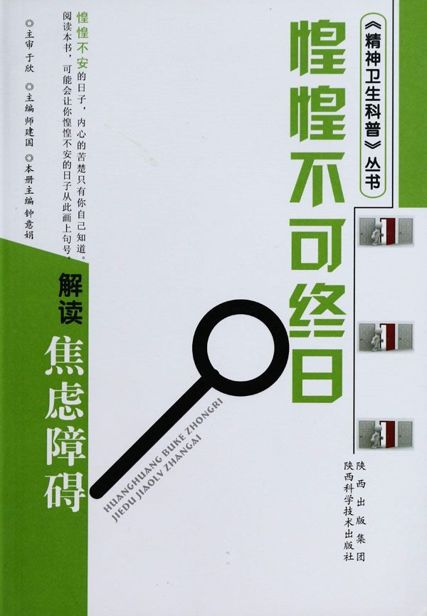 《精神卫生科普》丛书
惶惶不可终日
惶惶不安的日子，内心的苦楚只有你自己知道。
阅读本书，可能会让你惶惶不安的日子从此画上句号。
◎主审 于欣 ◎主编 师建国 ◎本册主编 钟意娟
解读
焦虑障碍
HUANGHUANG BUKE ZHONGRI
JIEDU JIAOLV ZHANGAI
陕西出版集团
陕西科学技术出版社